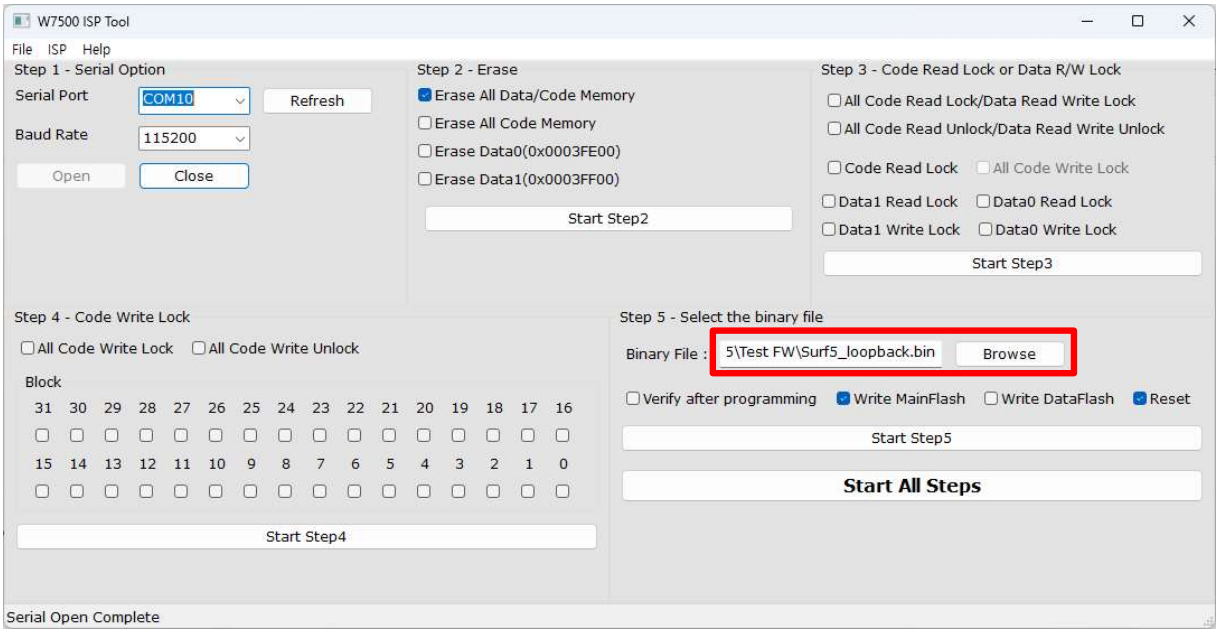 W7500 ISP Tool
File ISP Help
Step 1 - Serial Option
Serial Port COM10 Refresh
Baud Rate 115200
Open Close
Step 2 - Erase
Erase All Data/Code Memory
Erase All Code Memory
Erase Data0(0x0003FE00)
Erase Data1(0x0003FF00)
Start Step2
Step 3 - Code Read Lock or Data R/W Lock
All Code Read Lock/Data Read Write Lock
All Code Read Unlock/Data Read Write Unlock
Code Read Lock All Code Write Lock
Data1 Read Lock Data0 Read Lock
Data1 Write Lock Data0 Write Lock
Start Step3
Step 4 - Code Write Lock
All Code Write Lock All Code Write Unlock
Block
31 30 29 28 27 26 25 24 23 22 21 20 19 18 17 16
15 14 13 12 11 10 9 8 7 6 5 4 3 2 1 0
Start Step4
Step 5 - Select the binary file
Binary File : 5\Test FW\Surf5_loopback.bin Browse
Verify after programming Write MainFlash Write DataFlash Reset
Start Step5
Start All Steps
Serial Open Complete